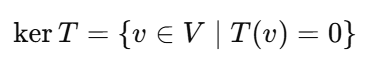 ker T = {v ∈ V | T(v) = 0}